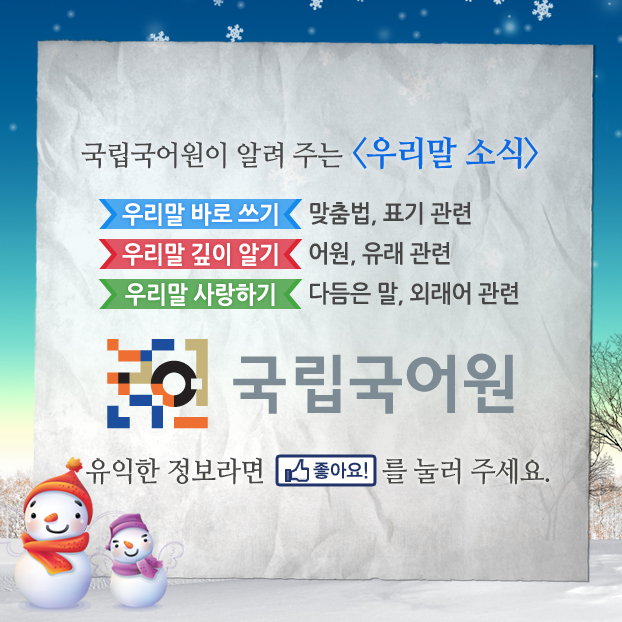 국립국어원이 알려 주는 〈우리말 소식〉
우리말 바로 쓰기 맞춤법, 표기 관련
우리말 깊이 알기 어원, 유래 관련
우리말 사랑하기 다듬은 말, 외래어 관련
국립국어원
유익한 정보라면 좋아요! 를 눌러 주세요.